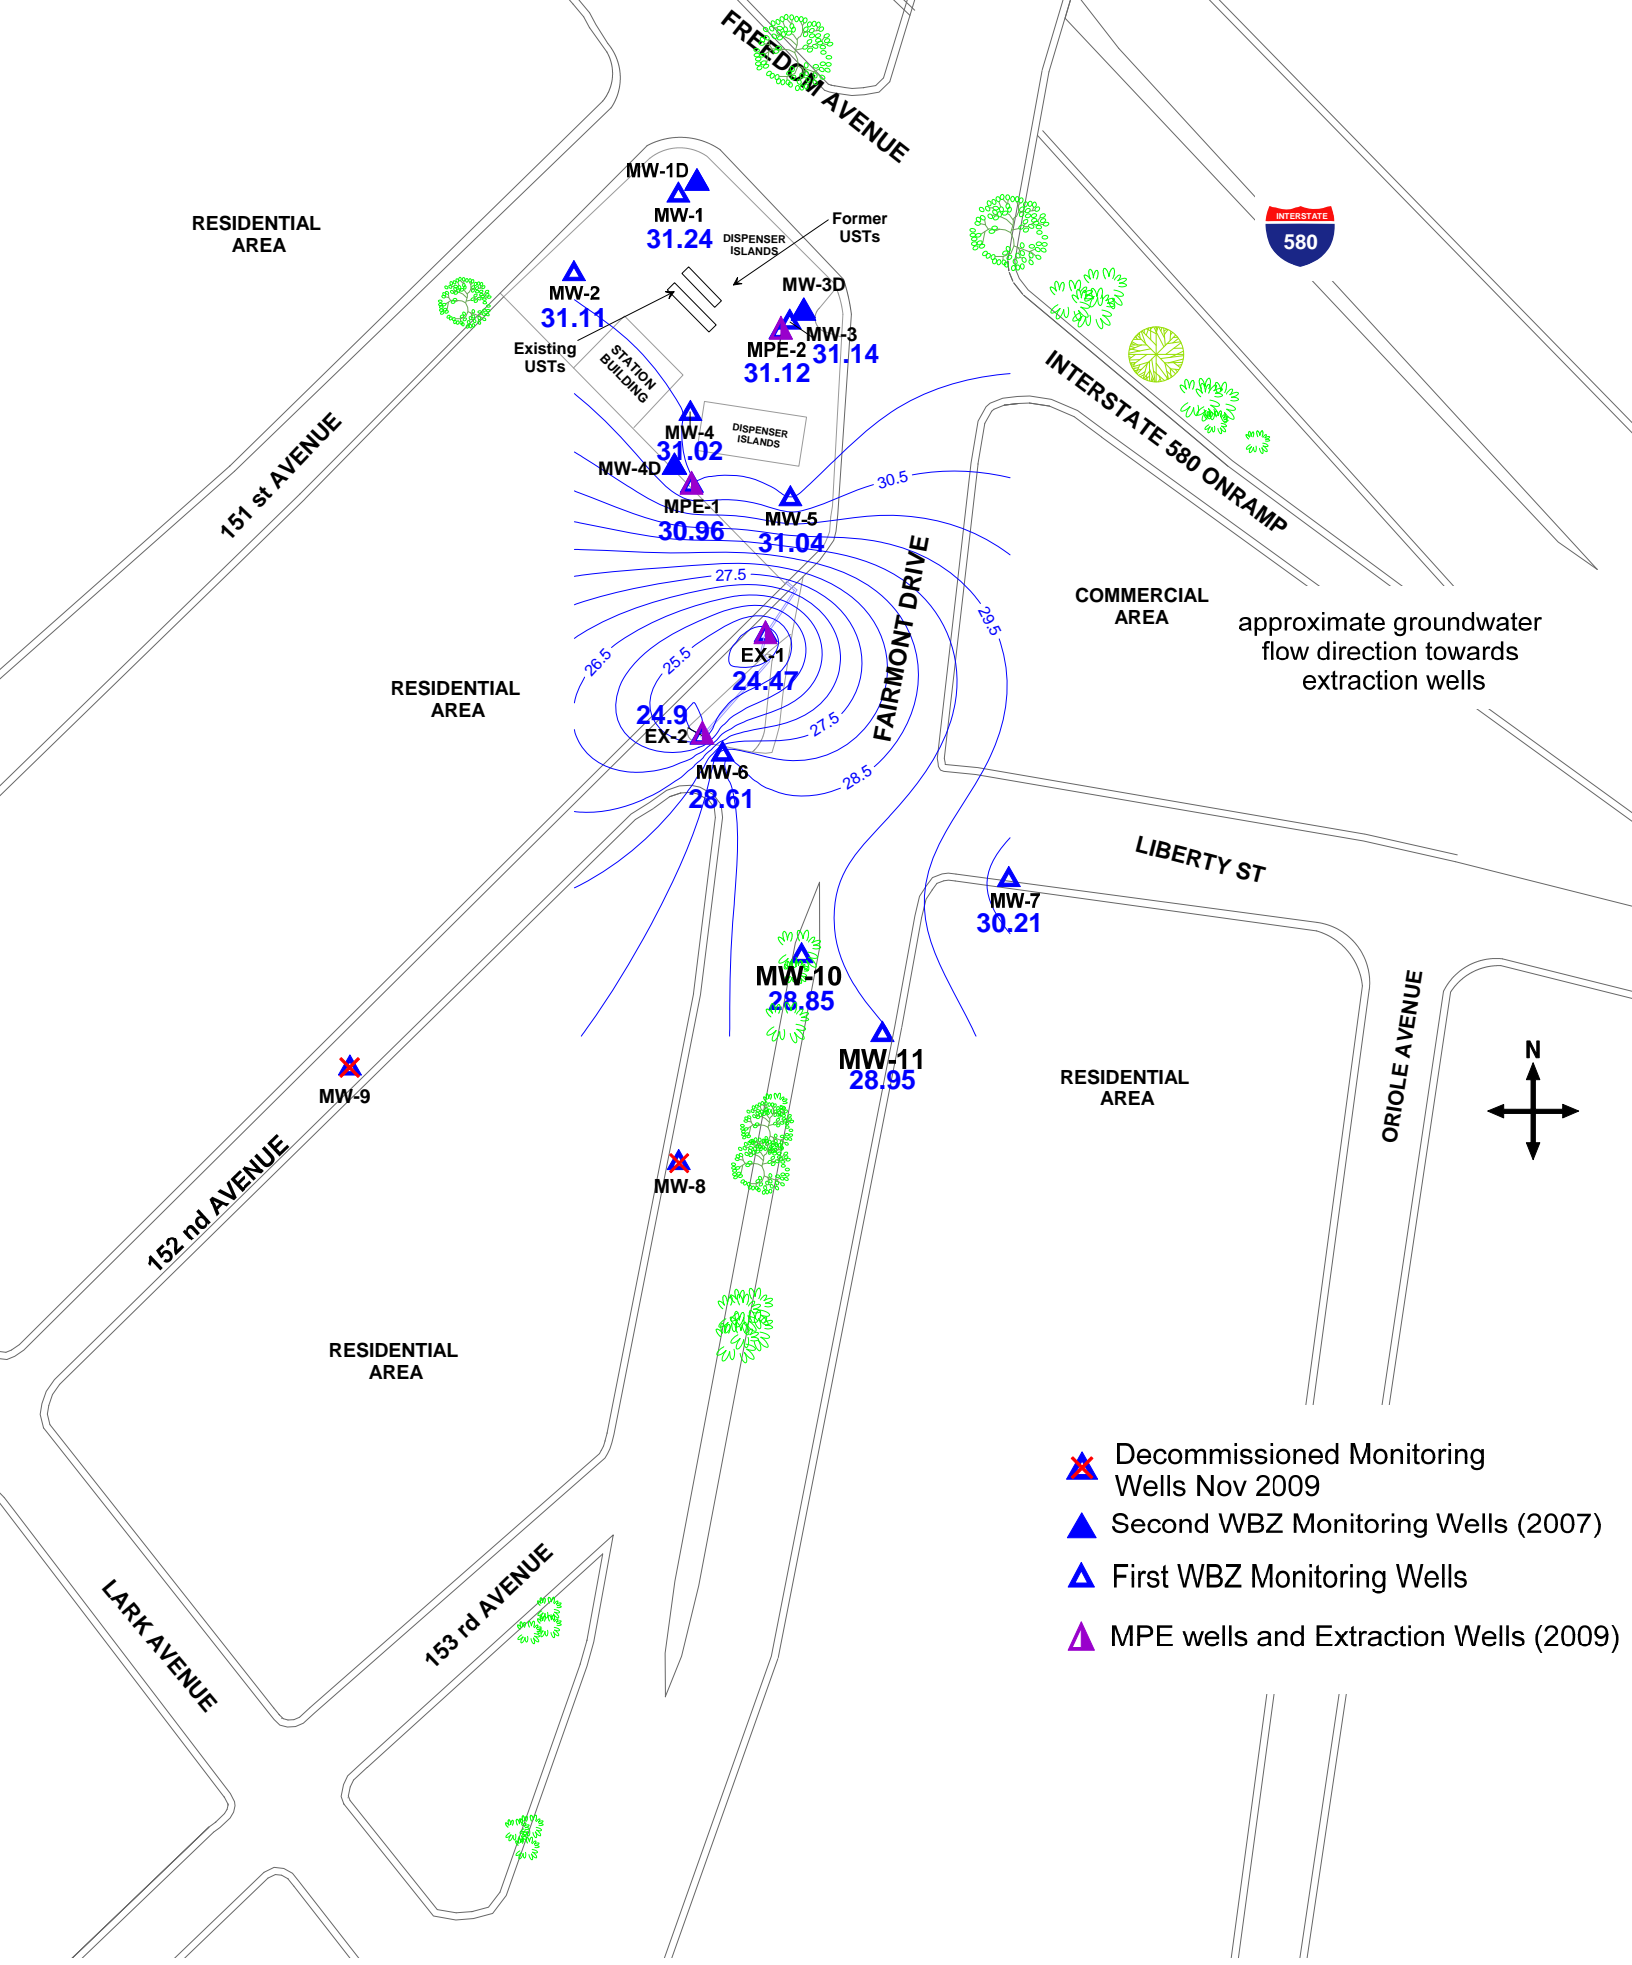 FREEDOM AVENUE
MW-1D
MW-1
31.24
DISPENSER
ISLANDS
Former
USTs
RESIDENTIAL
AREA
INTERSTATE
580
MW-2
31.11
MW-3D
MW-3
31.14
MPE-2
31.12
Existing
USTs
STATION
BUILDING
INTERSTATE 580 ONRAMP
MW-4
31.02
DISPENSER
ISLANDS
MW-4D
MPE-1
30.96
MW-5
31.04
30.5
151 st AVENUE
27.5
FAIRMONT DRIVE
29.5
COMMERCIAL
AREA
approximate groundwater
flow direction towards
extraction wells
26.5
25.5
EX-1
24.47
RESIDENTIAL
AREA
24.9
EX-2
27.5
MW-6
28.61
28.5
LIBERTY ST
MW-7
30.21
MW-10
28.85
MW-11
28.95
ORIOLE AVENUE
N
MW-9
RESIDENTIAL
AREA
152 nd AVENUE
MW-8
RESIDENTIAL
AREA
Decommissioned Monitoring
Wells Nov 2009
Second WBZ Monitoring Wells (2007)
First WBZ Monitoring Wells
MPE wells and Extraction Wells (2009)
LARK AVENUE
153 rd AVENUE